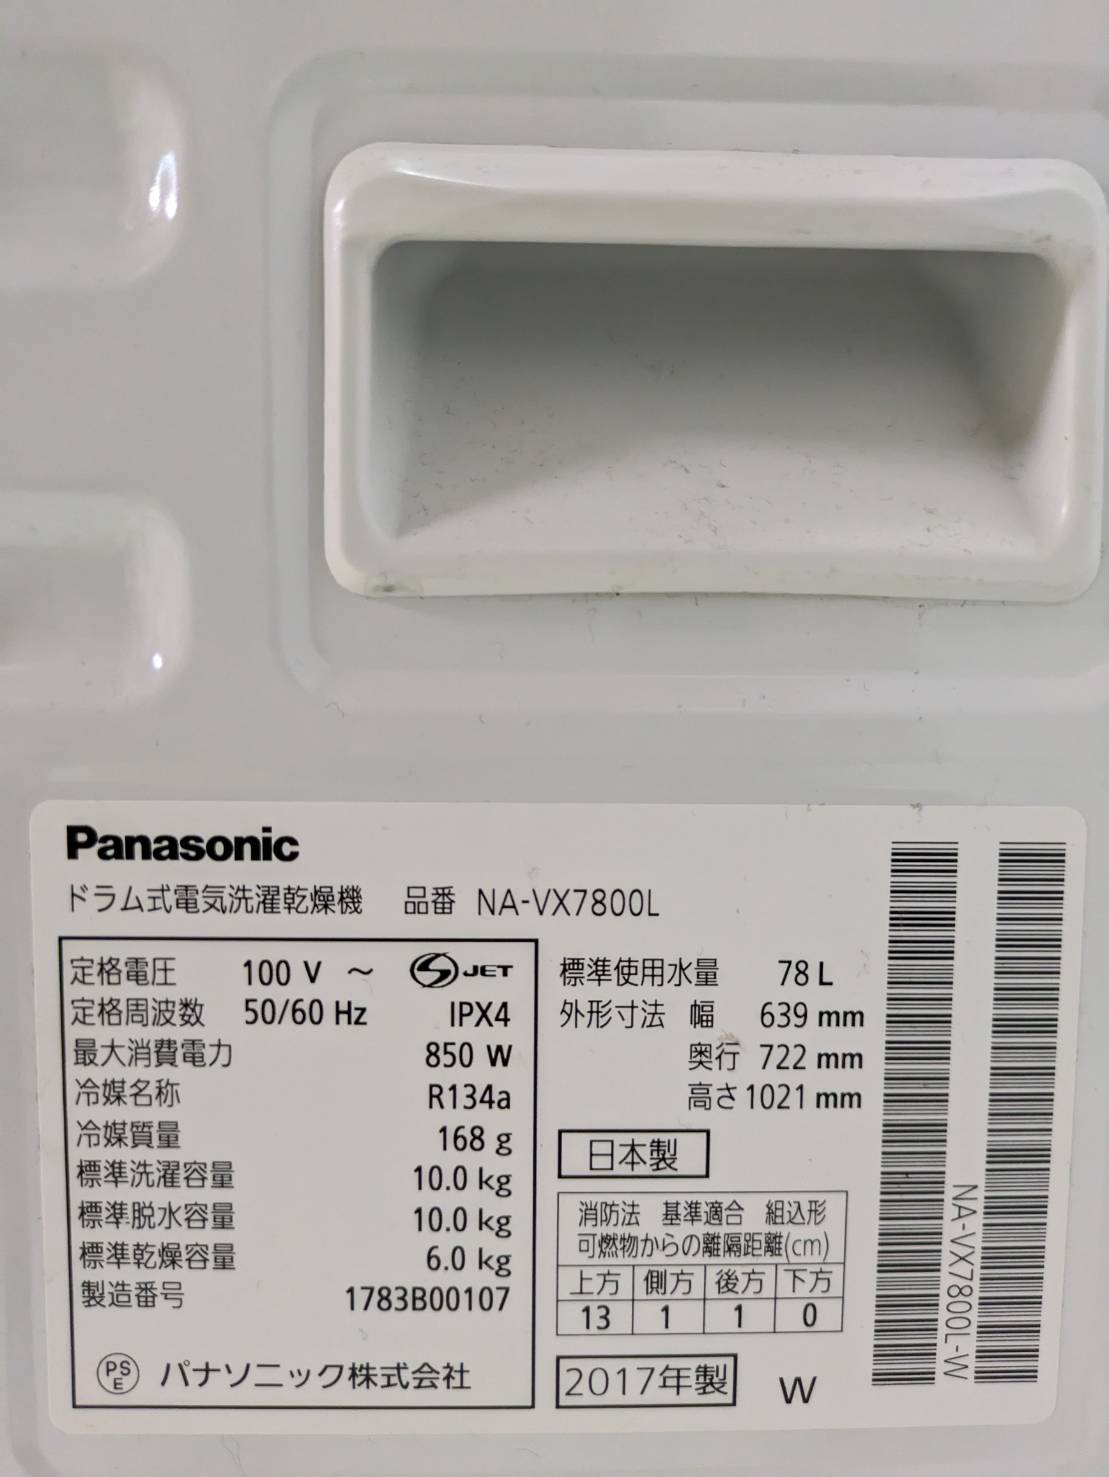 Panasonic
ドラム式電気洗濯乾燥機 品番 NA-VX7800L
定格電圧 100 V ～ S JET
定格周波数 50/60 Hz IPX4
最大消費電力 850 W
冷媒名称 R134a
冷媒質量 168 g
標準洗濯容量 10.0 kg
標準脱水容量 10.0 kg
標準乾燥容量 6.0 kg
製造番号 1783B00107
PS
E
パナソニック株式会社
標準使用水量 78 L
外形寸法 幅 639 mm
奥行 722 mm
高さ 1021 mm
日本製
消防法 基準適合 組込形
可燃物からの離隔距離(cm)
上方 側方 後方 下方
13 1 1 0
2017年製 W
NA-VX7800L-W